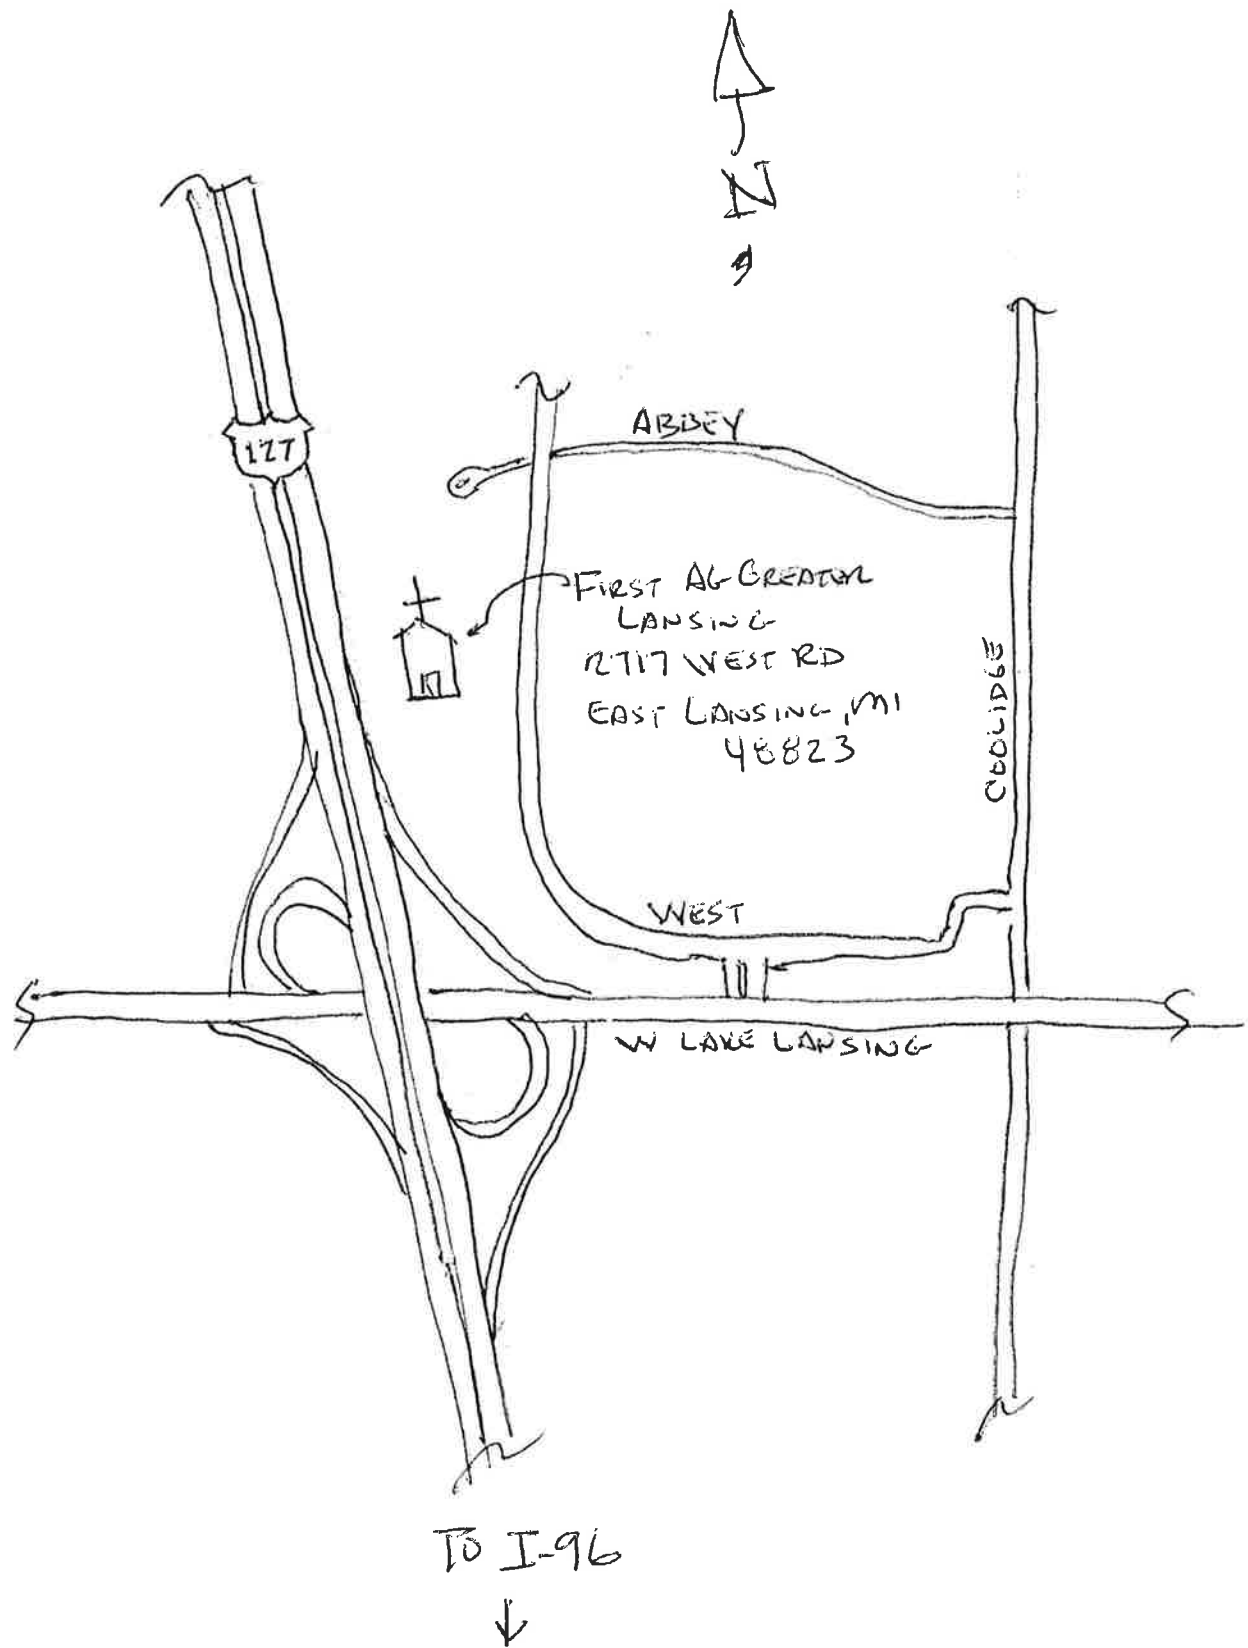 N
127
ABBEY
FIRST AG-GREATER
LANSING
2717 WEST RD
EAST LANSING, MI
48823
COOLIDGE
WEST
W LAKE LANSING
TO I-96